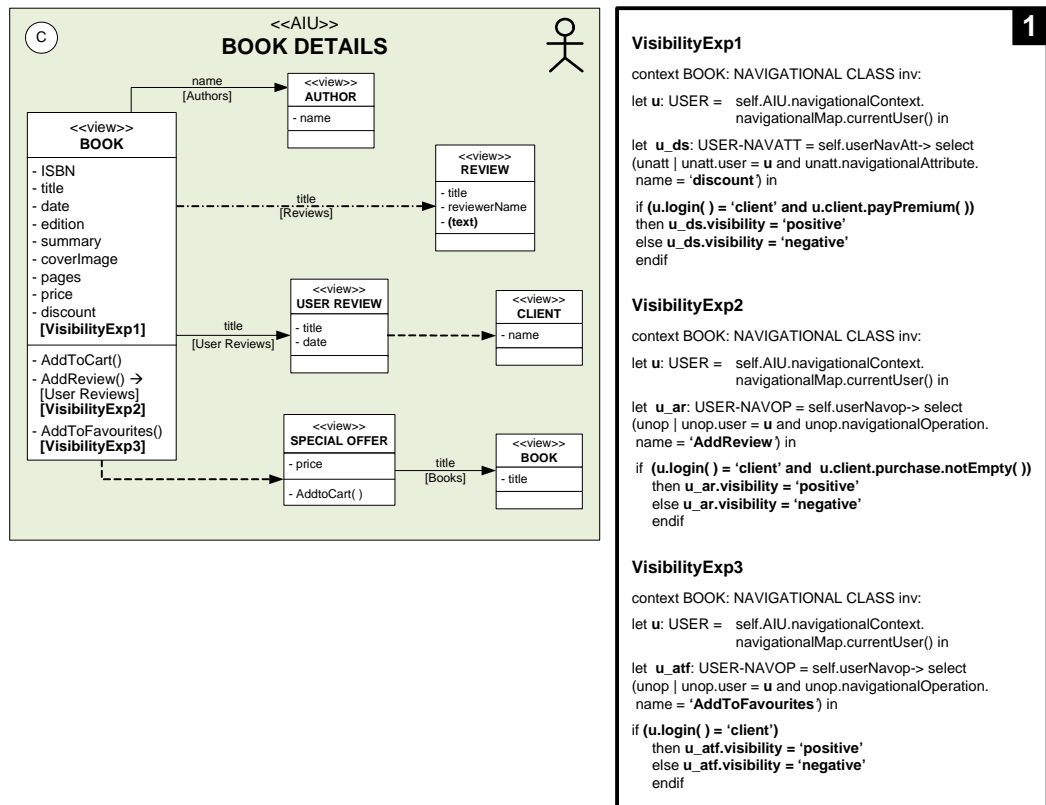 C
<<AIU>>
BOOK DETAILS
name
[Authors]
<<view>>
AUTHOR
- name
<<view>>
BOOK
- ISBN
- title
- date
- edition
- summary
- coverImage
- pages
- price
- discount
[VisibilityExp1]
- AddToCart()
- AddReview() →
[User Reviews]
[VisibilityExp2]
- AddToFavourites()
[VisibilityExp3]
title
[Reviews]
<<view>>
REVIEW
- title
- reviewerName
- (text)
title
[User Reviews]
<<view>>
USER REVIEW
- title
- date
<<view>>
CLIENT
- name
<<view>>
SPECIAL OFFER
- price
- AddtoCart( )
title
[Books]
<<view>>
BOOK
- title
1
VisibilityExp1
context BOOK: NAVIGATIONAL CLASS inv:
let u: USER = self.AIU.navigationalContext.
navigationalMap.currentUser() in
let u_ds: USER-NAVATT = self.userNavAtt-> select
(unatt | unatt.user = u and unatt.navigationalAttribute.
name = 'discount') in
if (u.login( ) = 'client' and u.client.payPremium( ))
then u_ds.visibility = 'positive'
else u_ds.visibility = 'negative'
endif
VisibilityExp2
context BOOK: NAVIGATIONAL CLASS inv:
let u: USER = self.AIU.navigationalContext.
navigationalMap.currentUser() in
let u_ar: USER-NAVOP = self.userNavop-> select
(unop | unop.user = u and unop.navigationalOperation.
name = 'AddReview') in
if (u.login( ) = 'client' and u.client.purchase.notEmpty( ))
then u_ar.visibility = 'positive'
else u_ar.visibility = 'negative'
endif
VisibilityExp3
context BOOK: NAVIGATIONAL CLASS inv:
let u: USER = self.AIU.navigationalContext.
navigationalMap.currentUser() in
let u_atf: USER-NAVOP = self.userNavop-> select
(unop | unop.user = u and unop.navigationalOperation.
name = 'AddToFavourites') in
if (u.login( ) = 'client')
then u_atf.visibility = 'positive'
else u_atf.visibility = 'negative'
endif